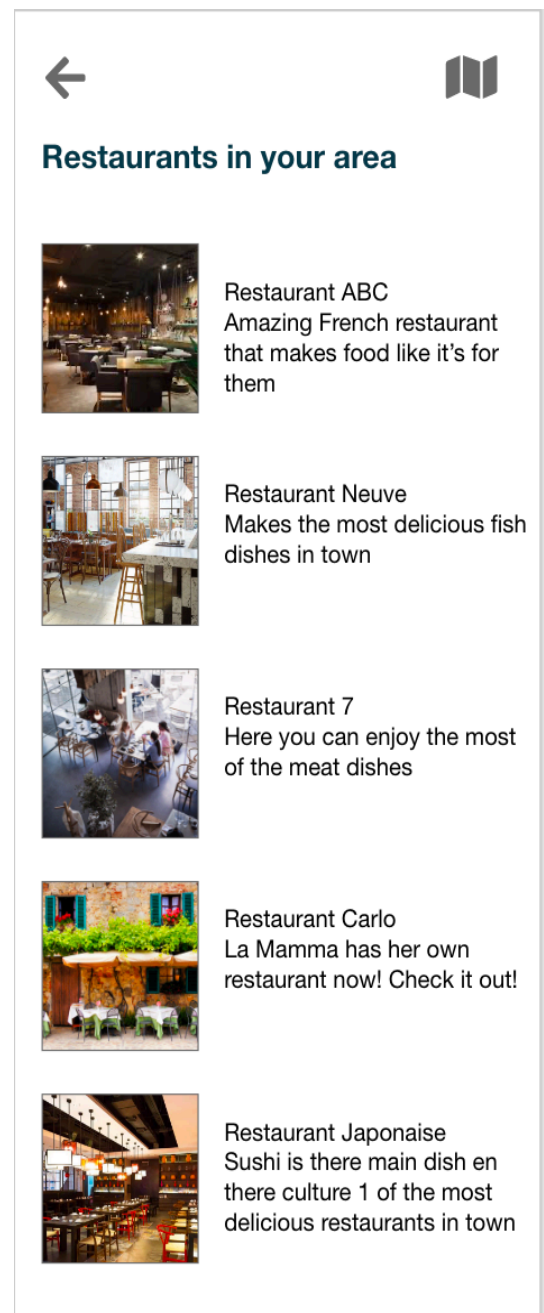 Restaurants in your area
Restaurant ABC
Amazing French restaurant
that makes food like it’s for
them
Restaurant Neuve
Makes the most delicious fish
dishes in town
Restaurant 7
Here you can enjoy the most
of the meat dishes
Restaurant Carlo
La Mamma has her own
restaurant now! Check it out!
Restaurant Japonaise
Sushi is there main dish en
there culture 1 of the most
delicious restaurants in town